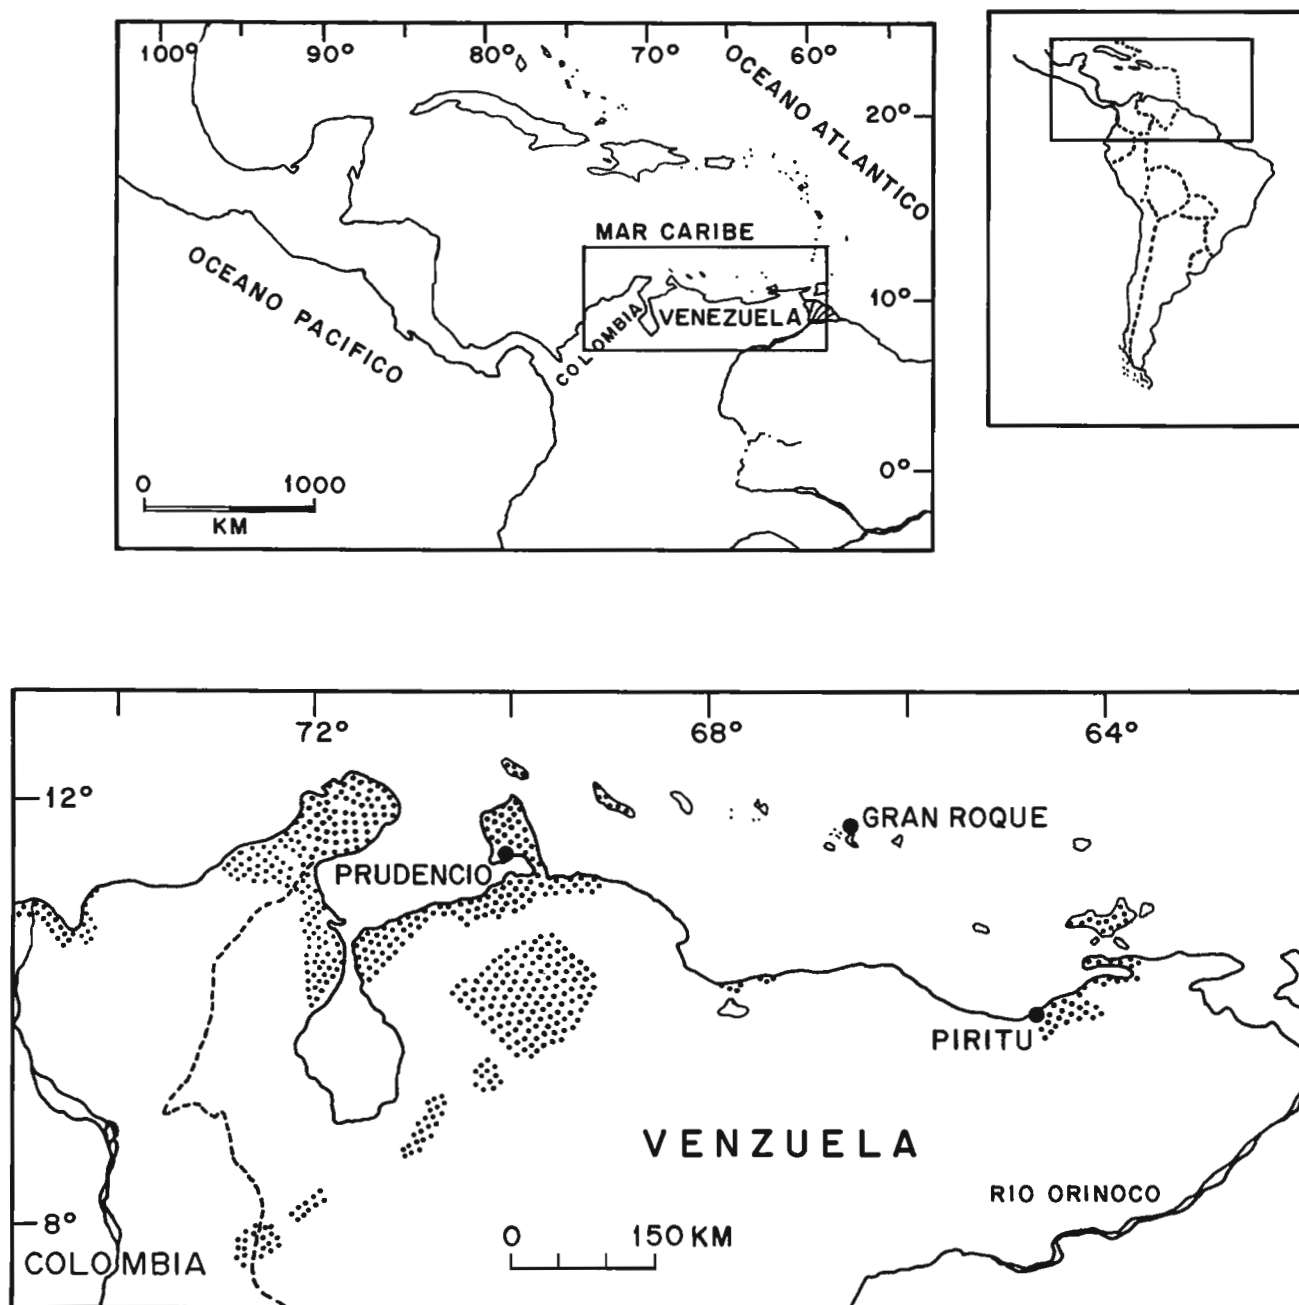 100° 90° 80° 70° 60°
OCEANO ATLANTICO
20°
MAR CARIBE
OCEANO PACIFICO
10°
COLOMBIA
VENEZUELA
0°
0 1000
KM
72° 68° 64°
12°
GRAN ROQUE
PRUDENCIO
PIRITU
VENZUELA
RIO ORINOCO
8°
0 150 KM
COLOMBIA